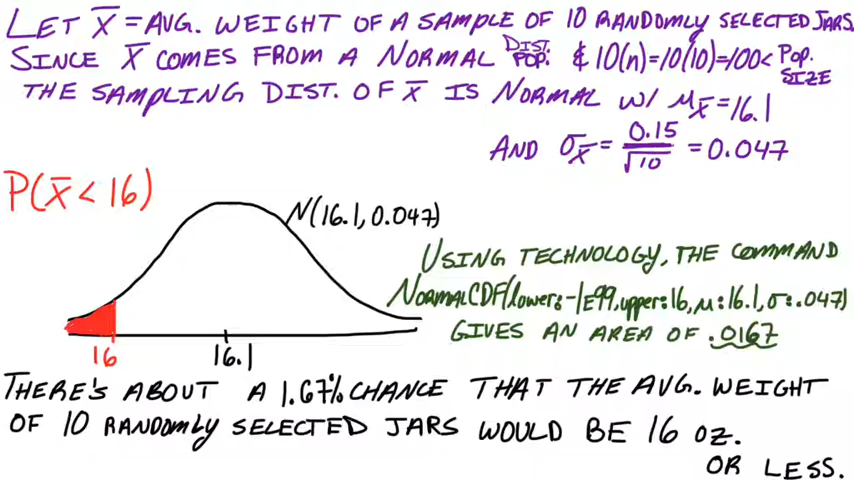 LET X̄ = AVG. WEIGHT OF A SAMPLE OF 10 RANDOMLY SELECTED JARS
SINCE X̄ COMES FROM A NORMAL DIST. POP. & 10(n)=10(10)=100< POP. SIZE
THE SAMPLING DIST. OF X̄ IS NORMAL W/ μx̄=16.1
AND σx̄ = 0.15/√10 = 0.047
P(X̄ < 16)
N(16.1, 0.047)
USING TECHNOLOGY, THE COMMAND
NORMALCDF(lower:-1E99, upper:16, μ:16.1, σ:.047)
GIVES AN AREA OF .0167
16
16.1
THERE'S ABOUT A 1.67% CHANCE THAT THE AVG. WEIGHT
OF 10 RANDOMLY SELECTED JARS WOULD BE 16 OZ.
OR LESS.